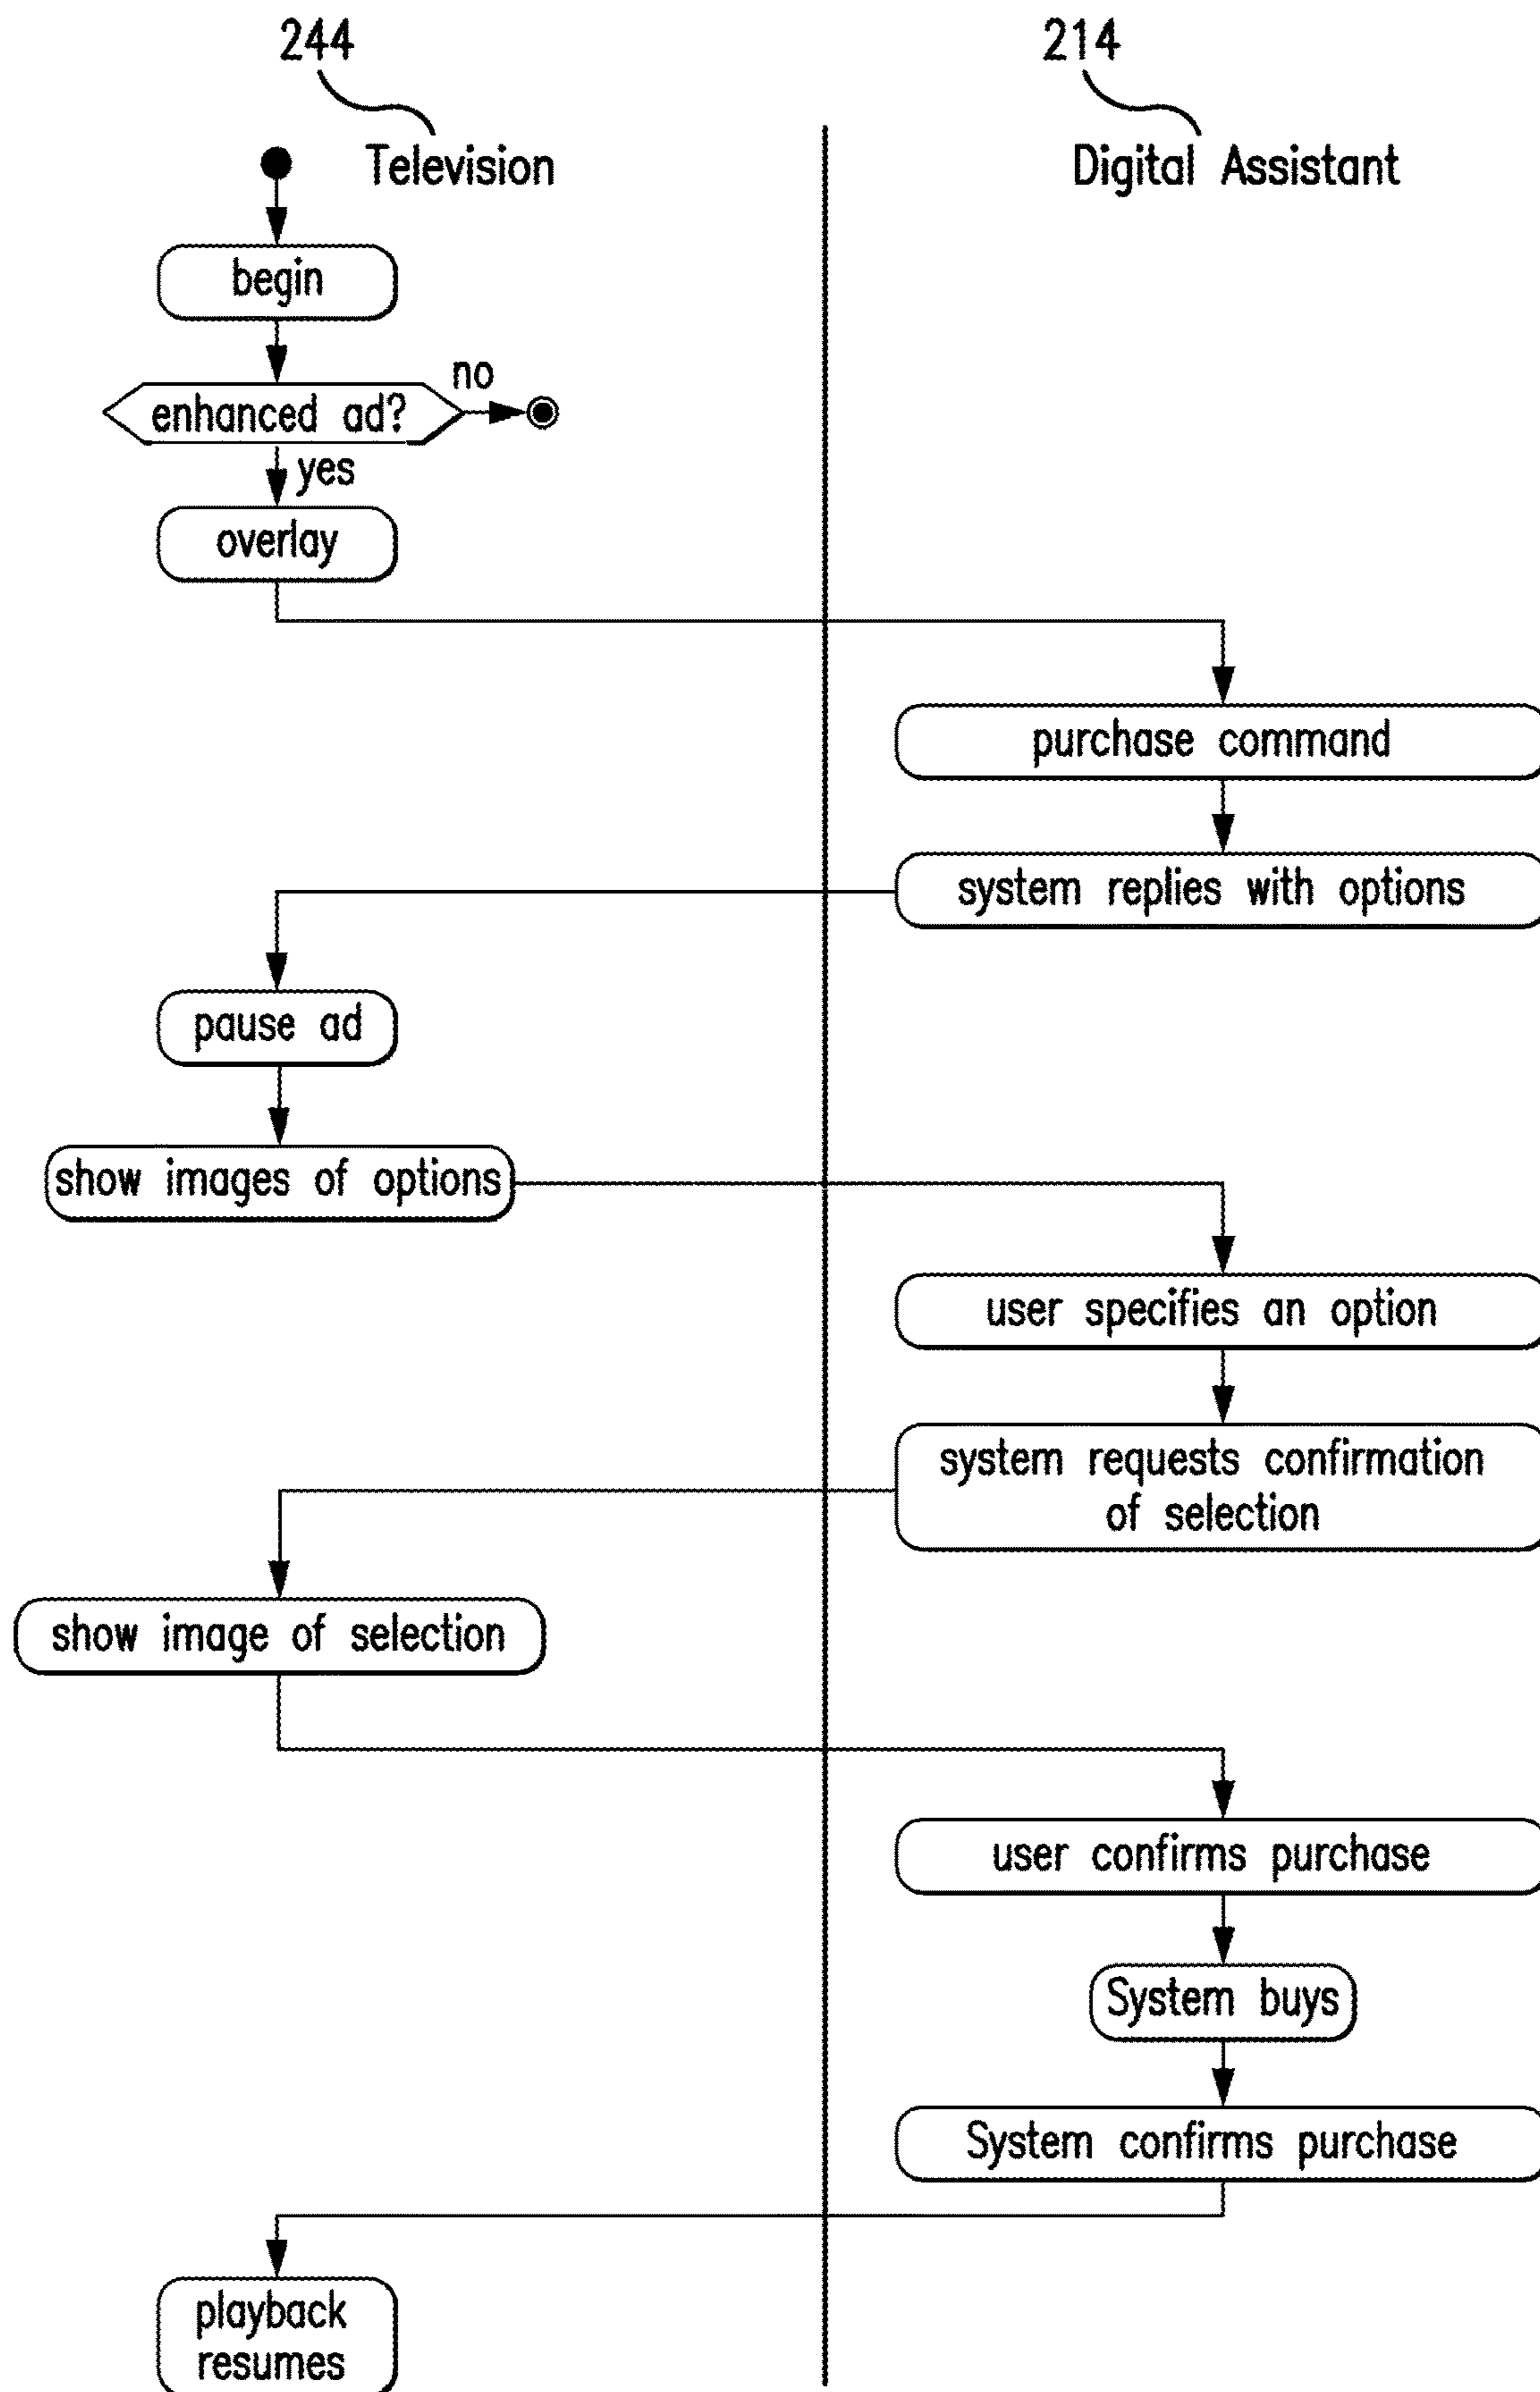 244
214
Television
Digital Assistant
begin
enhanced ad?
no
yes
overlay
purchase command
system replies with options
pause ad
show images of options
user specifies an option
system requests confirmation
of selection
show image of selection
user confirms purchase
System buys
System confirms purchase
playback
resumes